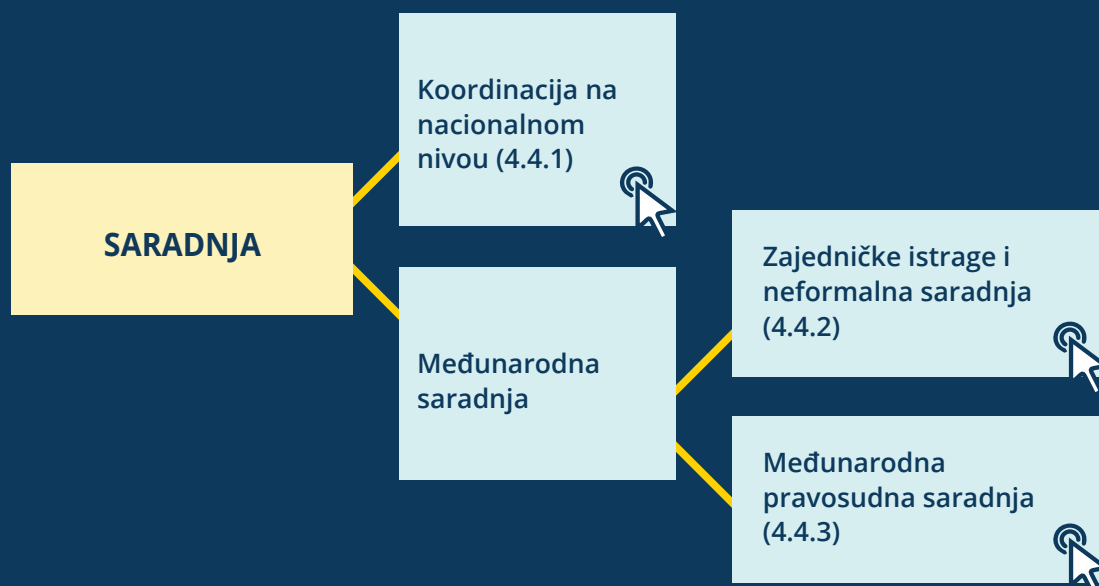 SARADNJA
Koordinacija na
nacionalnom
nivou (4.4.1)
Međunarodna
saradnja
Zajedničke istrage i
neformalna saradnja
(4.4.2)
Međunarodna
pravosudna saradnja
(4.4.3)